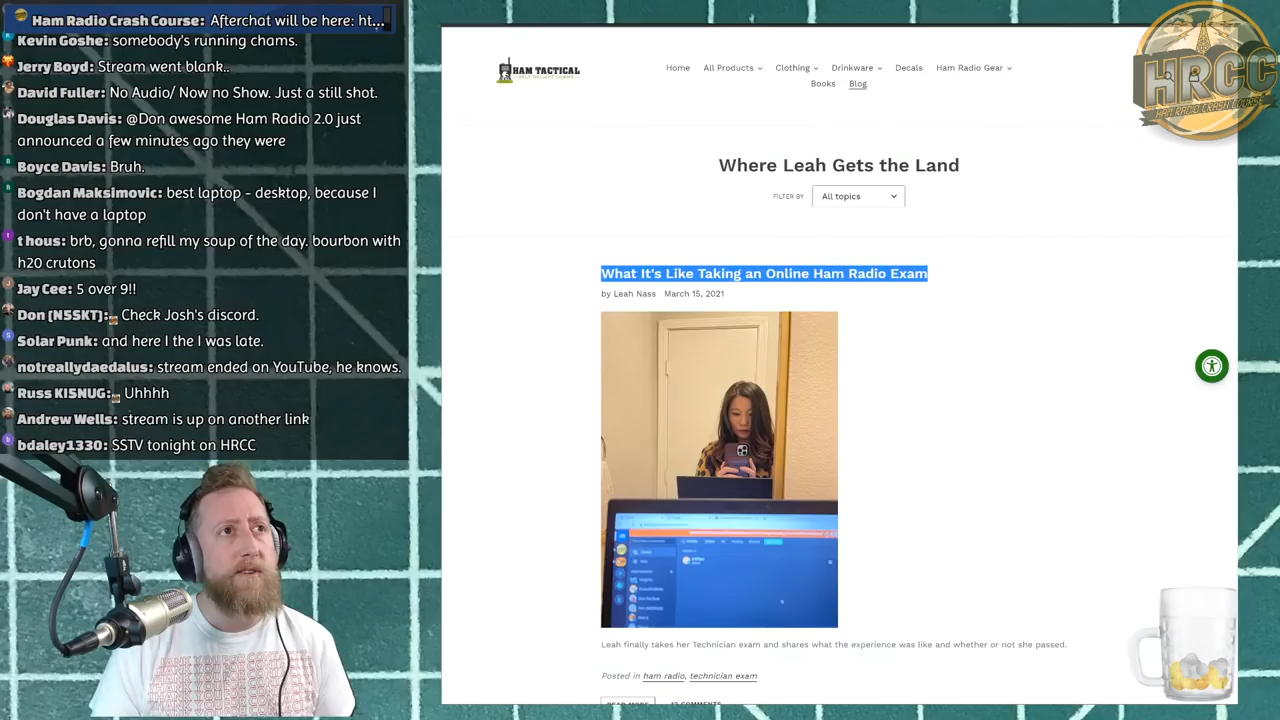 Ham Radio Crash Course: Afterchat will be here: ht...
Kevin Goshe: somebody's running chams.
Jerry Bogar: Stream went blank...
No Audio/ Now no Show. Just a still shot.
Douglas Davis: @Don awesome Ham Radio 2.0 just
announced a few minutes ago they were
Boyce Davis: Bruh
Bogdan Maksimovic: best laptop - desktop, because I
don't have a laptop
t hous: bro, gonna refill my soup of the day. bourbon with
h20 crutons
Jay Gee: 5 over 9!!
Don (N5SKT): Check Josh's discord.
Solar Punk: and here I the I was late.
notreallydaedalus: stream ended on YouTube, he knows.
Russ KI5NUG: Uhhhh
Andrew Wells: stream is up on another link
bobbey1330: SSTV tonight on HRCC
HAM TACTICAL
Home All Products Clothing Drinkware Decals Ham Radio Gear
Books Blog
HRCC
HAM RADIO CRASH COURSE
Where Leah Gets the Land
FILTER BY All topics
What It's Like Taking an Online Ham Radio Exam
by Leah Nass March 15, 2021
Leah finally takes her Technician exam and shares what the experience was like and whether or not she passed.
Posted in ham radio, technician exam